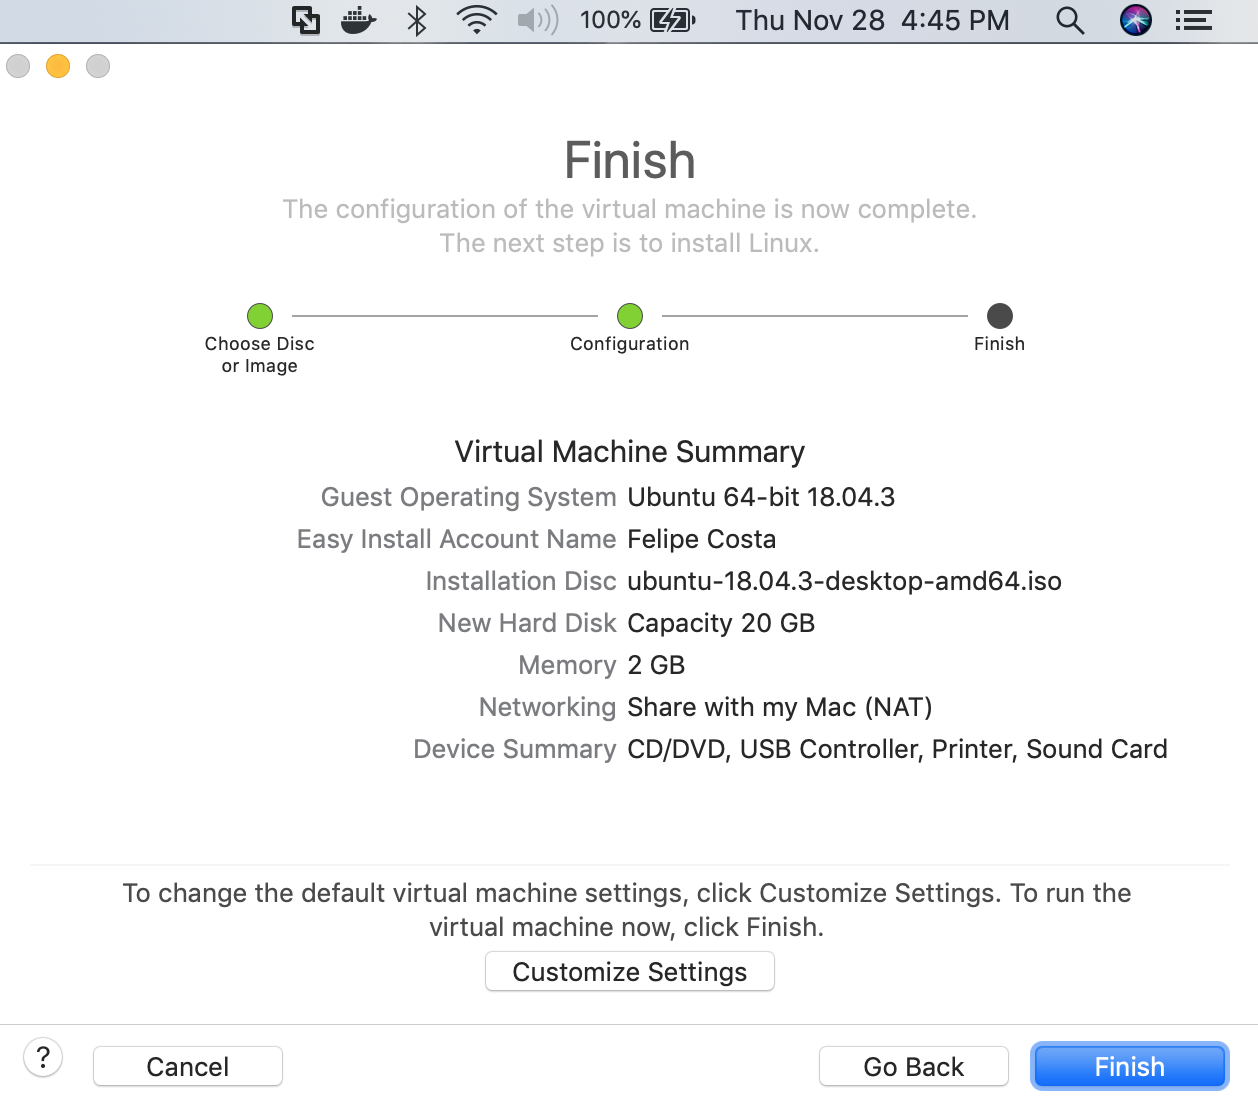 100% Thu Nov 28 4:45 PM
Finish
The configuration of the virtual machine is now complete.
The next step is to install Linux.
Choose Disc
or Image
Configuration
Finish
Virtual Machine Summary
Guest Operating System Ubuntu 64-bit 18.04.3
Easy Install Account Name Felipe Costa
Installation Disc ubuntu-18.04.3-desktop-amd64.iso
New Hard Disk Capacity 20 GB
Memory 2 GB
Networking Share with my Mac (NAT)
Device Summary CD/DVD, USB Controller, Printer, Sound Card
To change the default virtual machine settings, click Customize Settings. To run the
virtual machine now, click Finish.
Customize Settings
? Cancel Go Back Finish